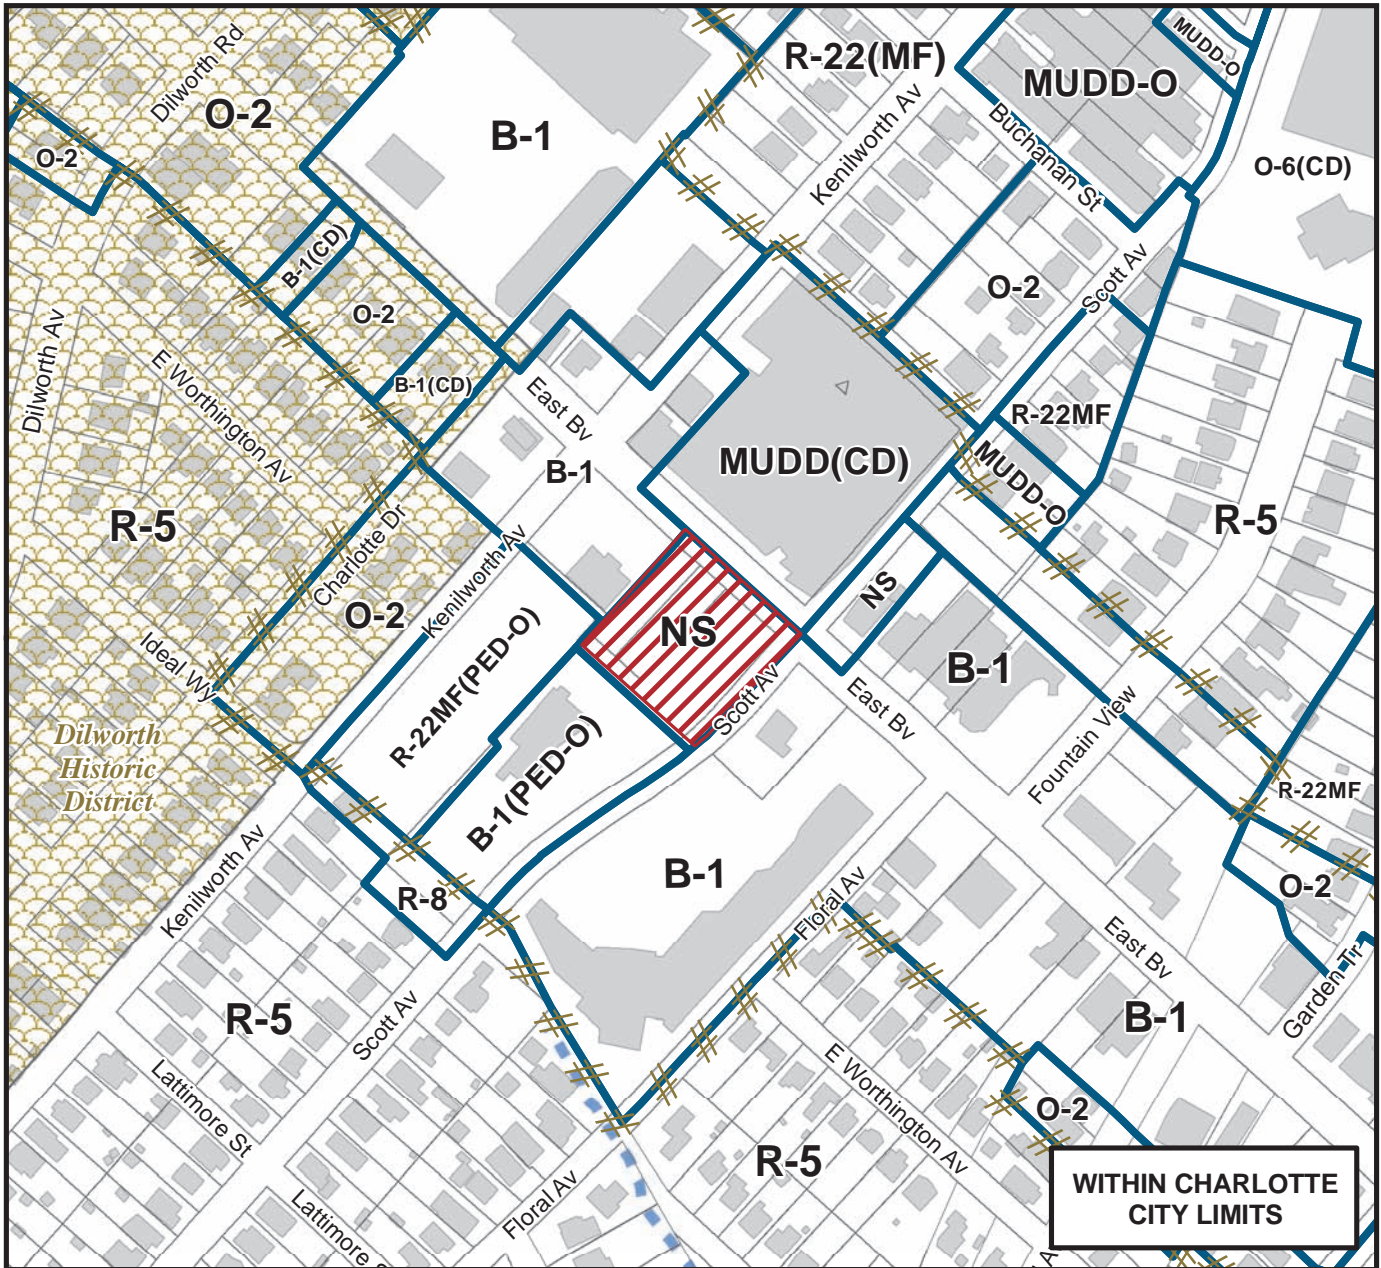 Dilworth Rd
O-2
B-1
R-22(MF)
MUDD-O
MUDD-O
O-2
Kenilworth Av
Buchanan St
O-6(CD)
B-1(CD)
O-2
O-2
Scott Av
Dilworth Av
E Worthington Av
B-1(CD)
East Bv
R-22MF
B-1
MUDD(CD)
MUDD-O
R-5
R-5
Charlotte Dr
O-2
Kenilworth Av
NS
NS
Ideal Wy
R-22MF(PED-O)
B-1
Scott Av
East Bv
Fountain View
Dilworth
Historic
District
B-1(PED-O)
R-22MF
Kenilworth Av
R-8
B-1
Floral Av
O-2
East Bv
Garden Tr
R-5
Scott Av
B-1
Lattimore St
E Worthington Av
O-2
R-5
Floral Av
Lattimore
WITHIN CHARLOTTE
CITY LIMITS